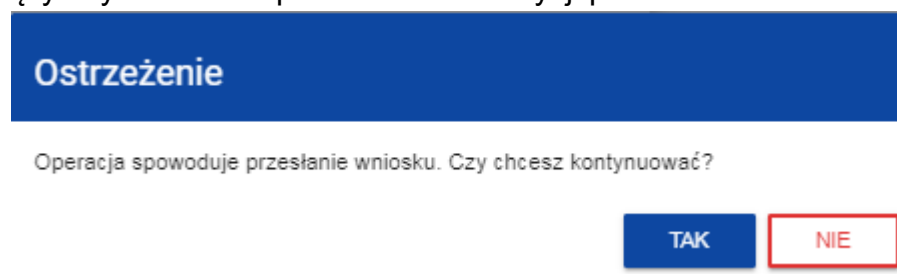 Ostrzeżenie
Operacja spowoduje przesłanie wniosku. Czy chcesz kontynuować?
TAK NIE